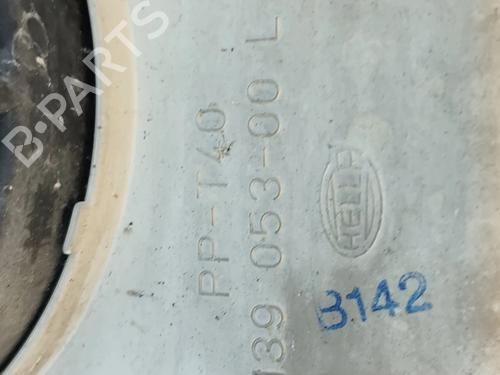 PP-T40
139 053-00 L
HELLA
B142
B-PARTS